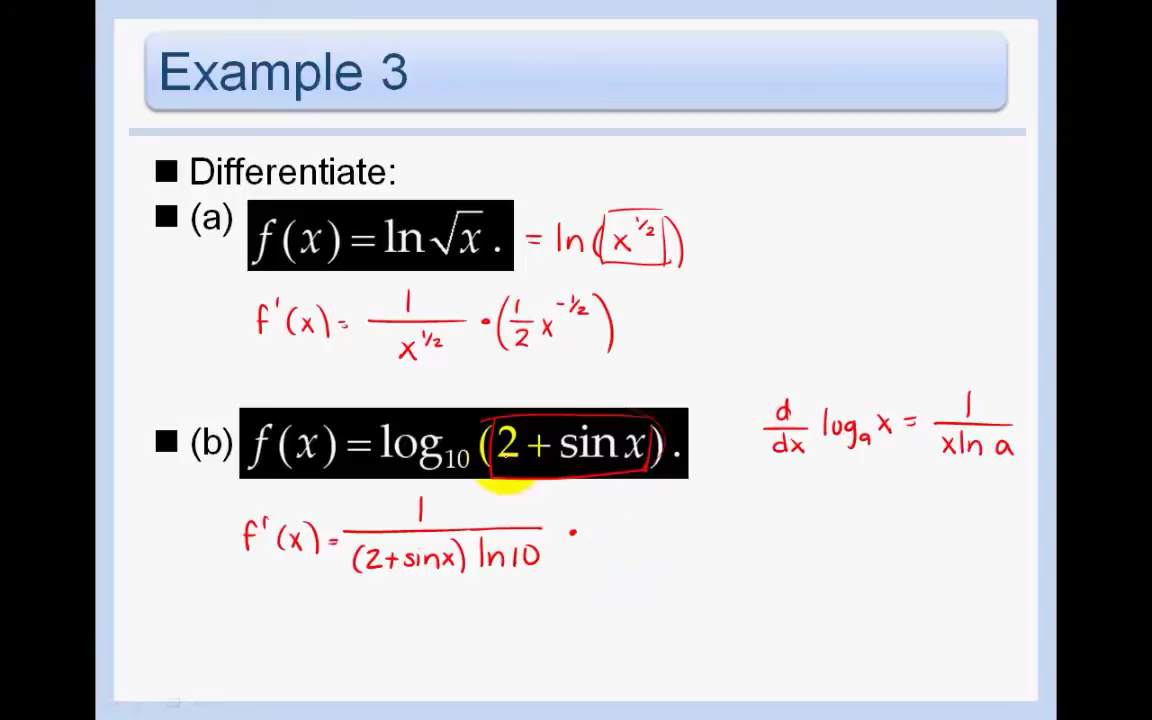 Example 3
■ Differentiate:
■ (a) f(x) = ln √x . = ln(x^{1/2})
f'(x) = 1/x^{1/2} • (1/2 x^{-1/2})
■ (b) f(x) = log₁₀(2 + sin x).
d/dx logₐ x = 1/(x ln a)
f'(x) = 1/((2+sinx) ln10) •